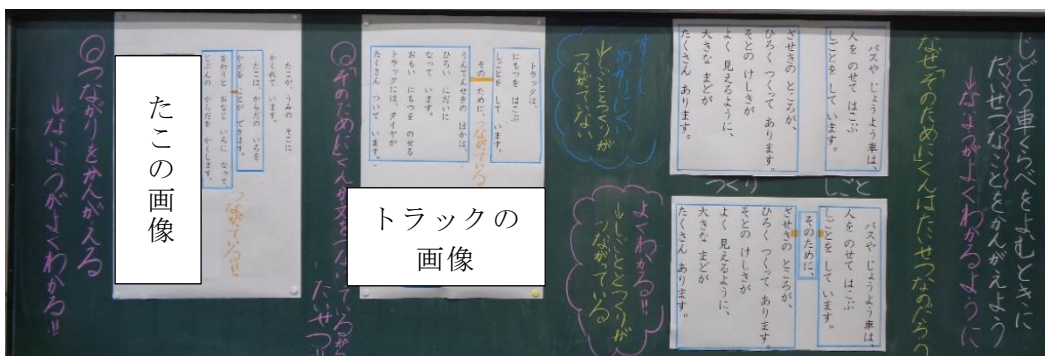 じどう車くらべをよむときに
だいせつなことをかんがえよう
→ないようがよくわかるように
なぜ「そのために」くんはたいせつなのだろう
バスや じょうよう車は、
人を のせて はこぶ
しごとを して います。
ざせきの ところが、
ひろく つくって あります。
そとの けしきが
よく 見えるように、
大きな まどが
たくさん あります。
しごと
つくり
バスや じょうよう車は、
人を のせて はこぶ
しごとを して います。
そのために、
ざせきの ところが、
ひろく つくって あります。
そとの けしきが
よく 見えるように、
大きな まどが
たくさん あります。
すこし
わかりにくい
↓しごととつくりが
つながっていない
よくわかる!!
↓しごととつくりが
つながっている
トラックは、
にもつを はこぶ
しごとを して います。
そのために、
つながっている
うんてんせきの ほかは、
ひろい にだいに
なって います。
おもい にもつを のせる
トラックには、タイヤが
たくさん ついて います。
トラックの
画像
◎「そのために」くんが文をつない
ているから
たいせつ!!
たこが、うみの そこに
かくれて います。
たこは、からだの いろを
かえる ことが できます。
まわりと おなじ いろに なって、
じぶんの からだを かくします。
つながっている!!
たこの画像
◎つながりをかんがえる
→ないようがよくわかる!!